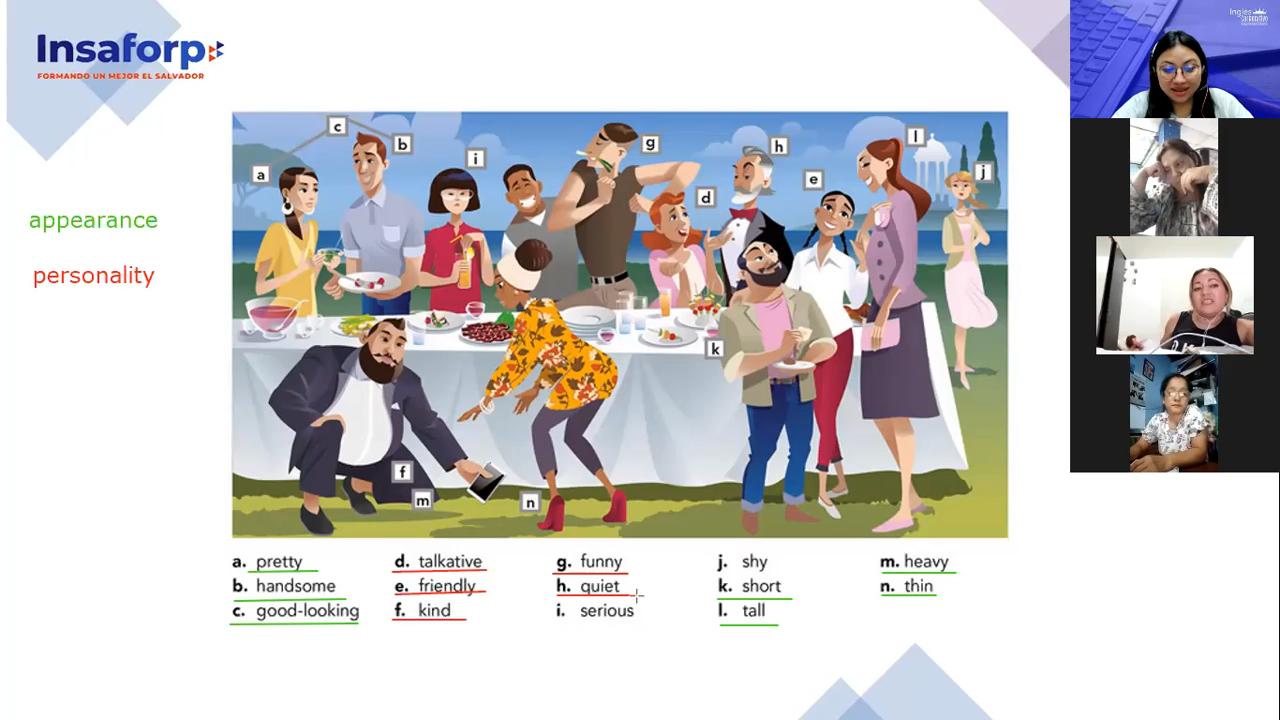 Insaforp
FORMANDO UN MEJOR EL SALVADOR
Ingles
appearance
personality
c
b
a
i
g
h
l
e
j
d
k
f
m
n
a. pretty
b. handsome
c. good-looking
d. talkative
e. friendly
f. kind
g. funny
h. quiet
i. serious
j. shy
k. short
l. tall
m. heavy
n. thin